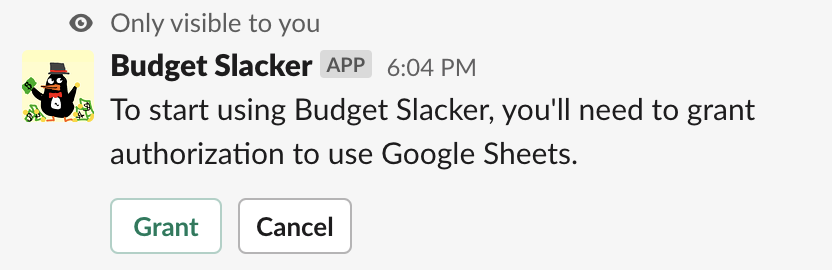 Only visible to you
Budget Slacker APP 6:04 PM
To start using Budget Slacker, you'll need to grant
authorization to use Google Sheets.
Grant Cancel